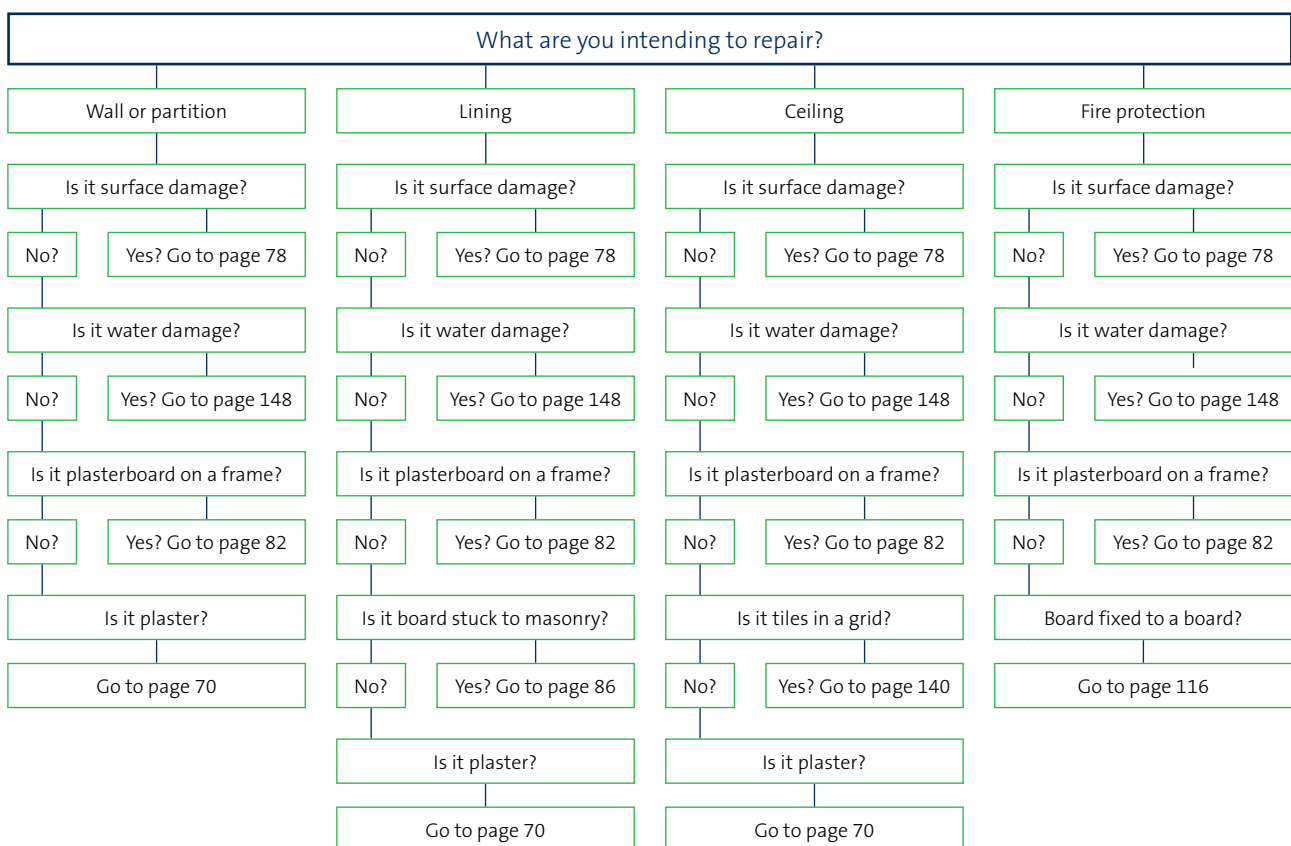 What are you intending to repair?
Wall or partition
Is it surface damage?
No?
Yes? Go to page 78
Is it water damage?
No?
Yes? Go to page 148
Is it plasterboard on a frame?
No?
Yes? Go to page 82
Is it plaster?
Go to page 70
Lining
Is it surface damage?
No?
Yes? Go to page 78
Is it water damage?
No?
Yes? Go to page 148
Is it plasterboard on a frame?
No?
Yes? Go to page 82
Is it board stuck to masonry?
No?
Yes? Go to page 86
Is it plaster?
Go to page 70
Ceiling
Is it surface damage?
No?
Yes? Go to page 78
Is it water damage?
No?
Yes? Go to page 148
Is it plasterboard on a frame?
No?
Yes? Go to page 82
Is it tiles in a grid?
No?
Yes? Go to page 140
Is it plaster?
Go to page 70
Fire protection
Is it surface damage?
No?
Yes? Go to page 78
Is it water damage?
No?
Yes? Go to page 148
Is it plasterboard on a frame?
No?
Yes? Go to page 82
Board fixed to a board?
Go to page 116